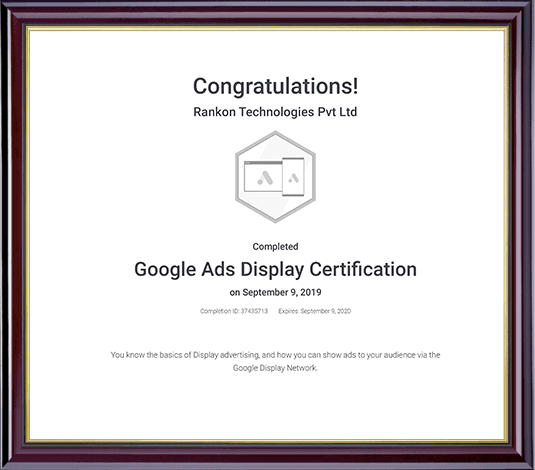 Congratulations!
Rankon Technologies Pvt Ltd
Completed
Google Ads Display Certification
on September 9, 2019
Completion ID: 37435713 Expires: September 9, 2020
You know the basics of Display advertising, and how you can show ads to your audience via the
Google Display Network.